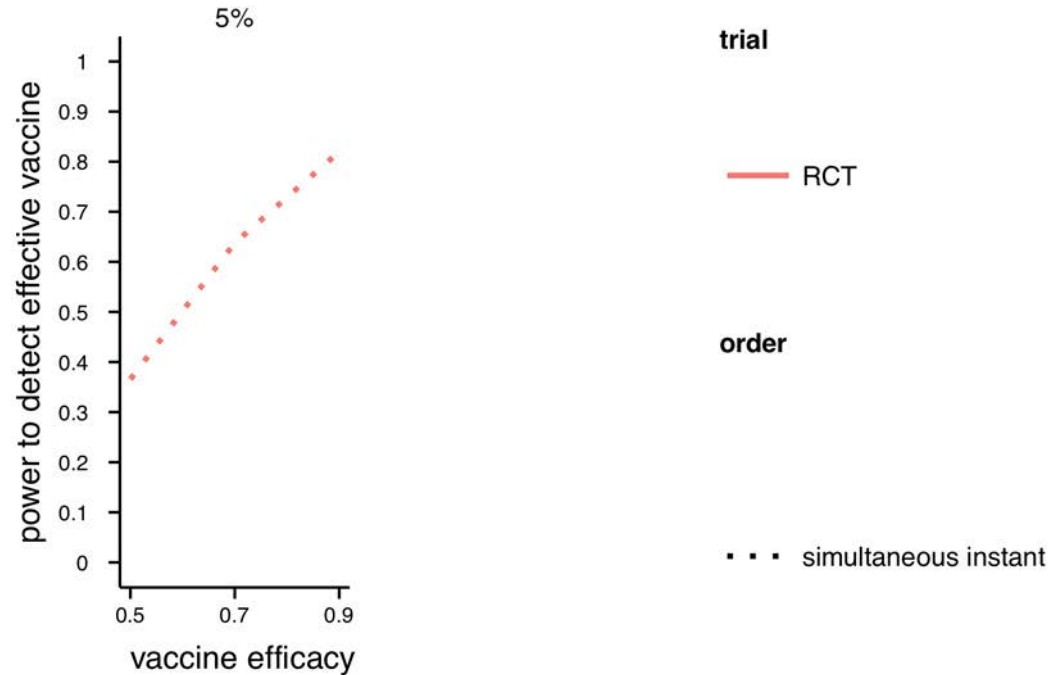 5%
power to detect effective vaccine
1
0.9
0.8
0.7
0.6
0.5
0.4
0.3
0.2
0.1
0
0.5 0.7 0.9
vaccine efficacy
trial
RCT
order
simultaneous instant